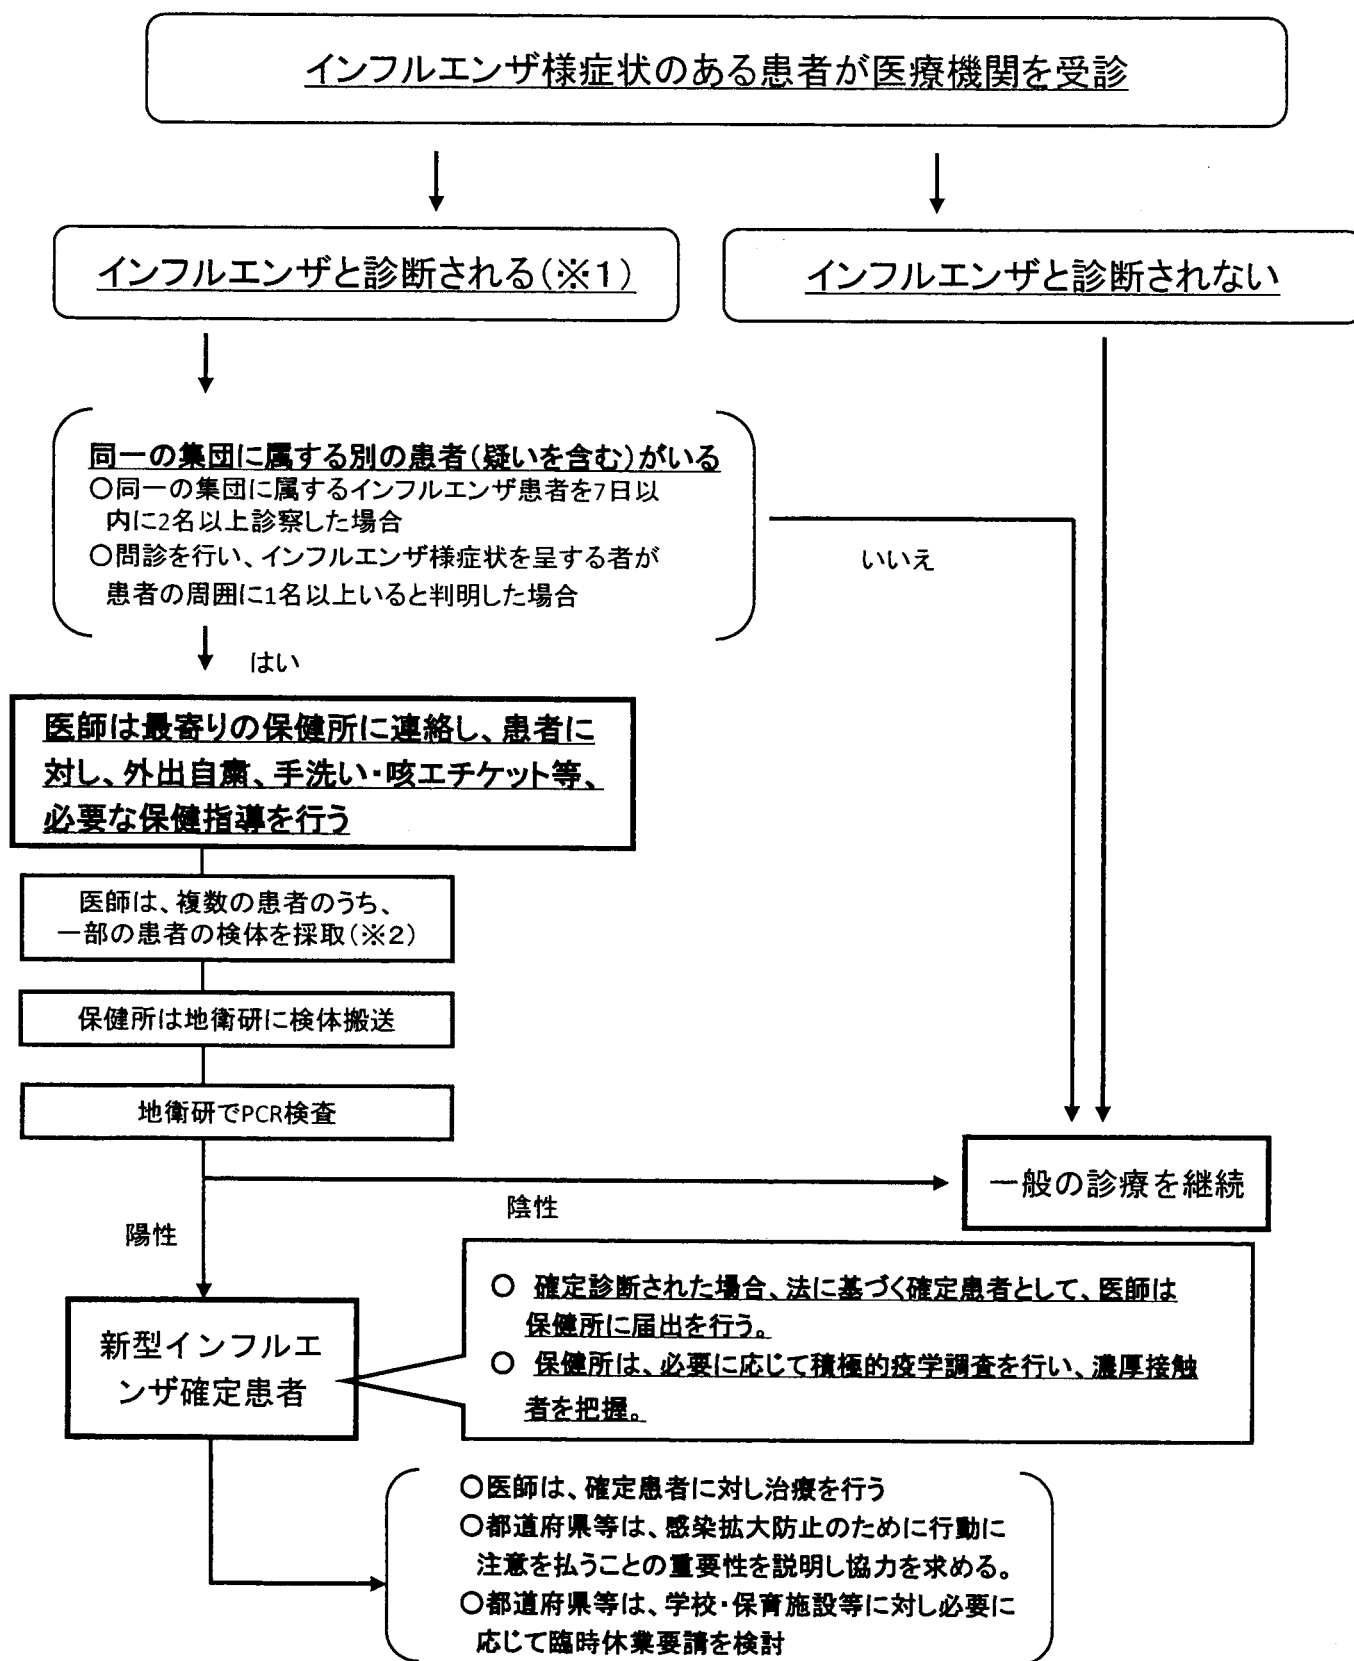 インフルエンザ様症状のある患者が医療機関を受診
インフルエンザと診断される(※1)
インフルエンザと診断されない
同一の集団に属する別の患者(疑いを含む)がいる
○同一の集団に属するインフルエンザ患者を7日以
内に2名以上診察した場合
○問診を行い、インフルエンザ様症状を呈する者が
患者の周囲に1名以上いると判明した場合
いいえ
はい
医師は最寄りの保健所に連絡し、患者に
対し、外出自粛、手洗い・咳エチケット等、
必要な保健指導を行う
医師は、複数の患者のうち、
一部の患者の検体を採取(※2)
保健所は地衛研に検体搬送
地衛研でPCR検査
一般の診療を継続
陰性
陽性
○ 確定診断された場合、法に基づく確定患者として、医師は
保健所に届出を行う。
○ 保健所は、必要に応じて積極的疫学調査を行い、濃厚接触
者を把握。
新型インフルエ
ンザ確定患者
○医師は、確定患者に対し治療を行う
○都道府県等は、感染拡大防止のために行動に
注意を払うことの重要性を説明し協力を求める。
○都道府県等は、学校・保育施設等に対し必要に
応じて臨時休業要請を検討